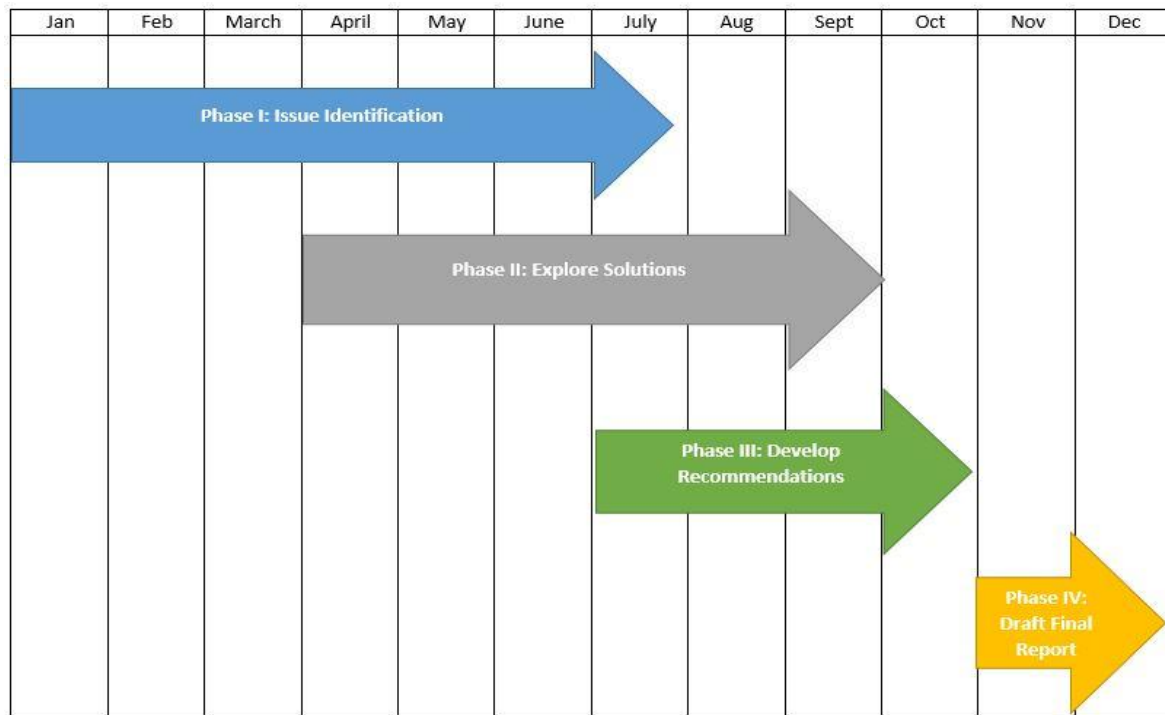 Jan Feb March April May June July Aug Sept Oct Nov Dec
Phase I: Issue Identification
Phase II: Explore Solutions
Phase III: Develop
Recommendations
Phase IV:
Draft Final
Report